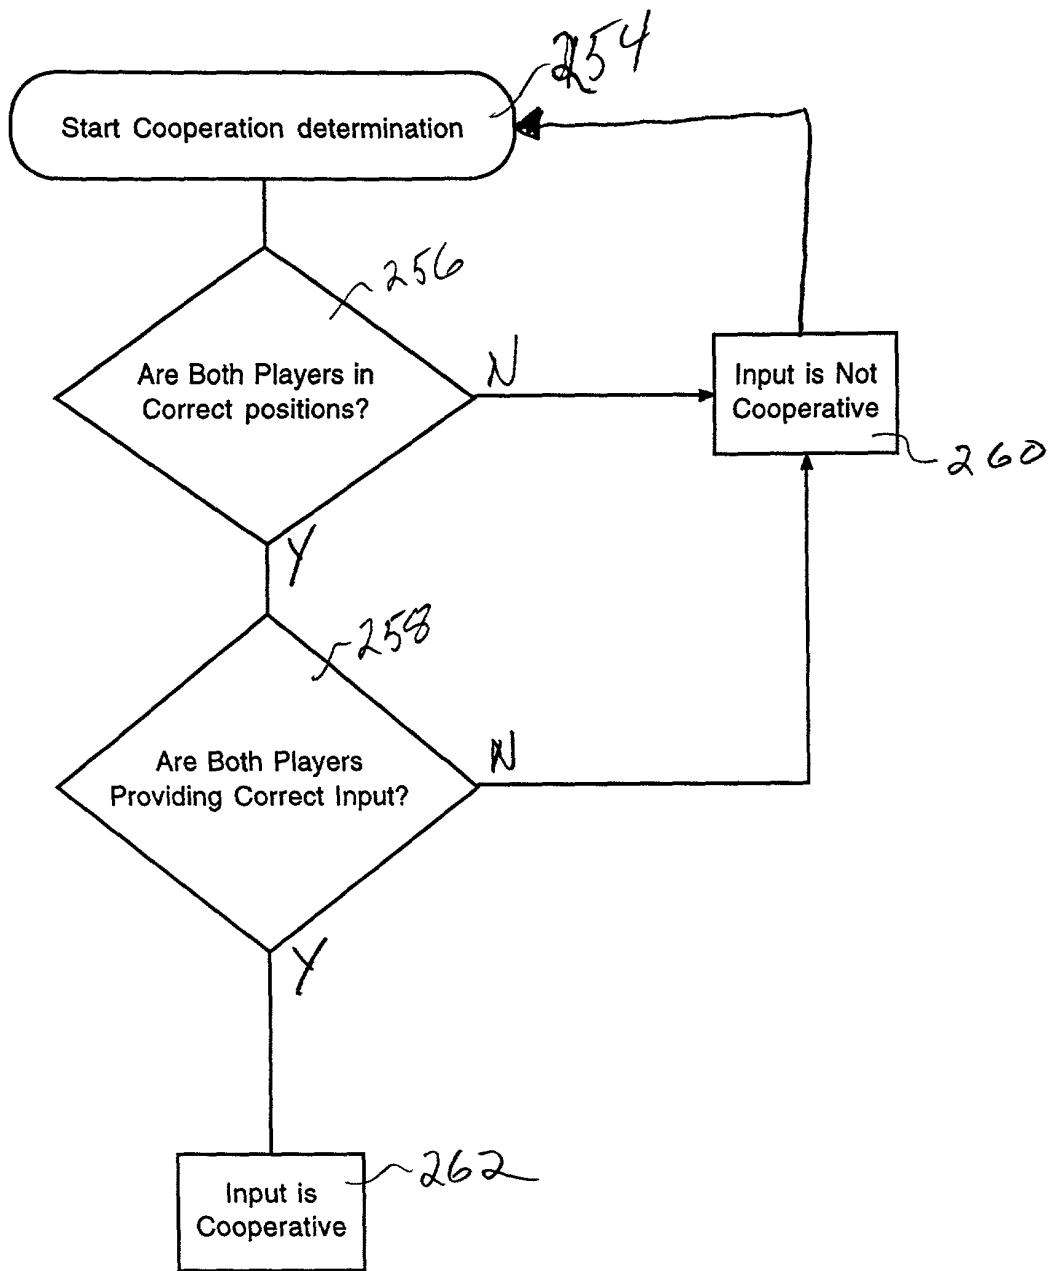 254
Start Cooperation determination
256
Are Both Players in
Correct positions?
N
Input is Not
Cooperative
260
Y
258
Are Both Players
Providing Correct Input?
N
Y
262
Input is
Cooperative